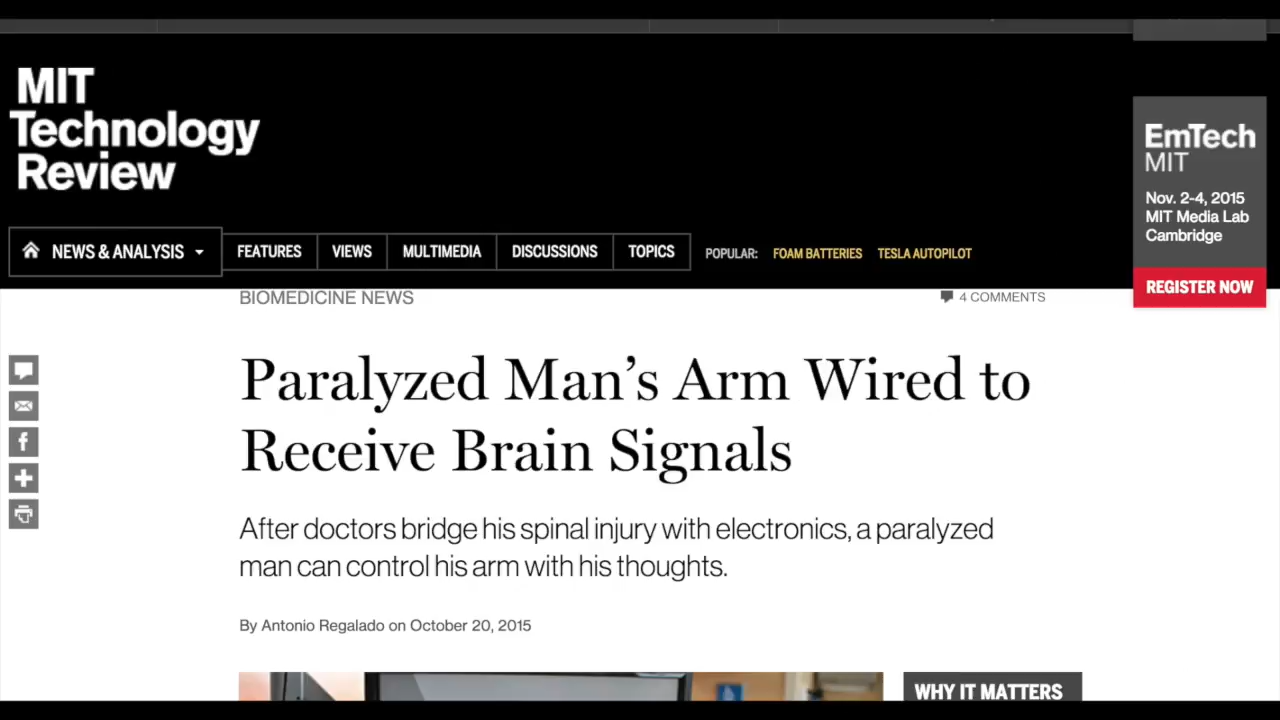 MIT
Technology
Review
EmTech
MIT
Nov. 2-4, 2015
MIT Media Lab
Cambridge
REGISTER NOW
NEWS & ANALYSIS
FEATURES
VIEWS
MULTIMEDIA
DISCUSSIONS
TOPICS
POPULAR:
FOAM BATTERIES
TESLA AUTOPILOT
BIOMEDICINE NEWS
4 COMMENTS
Paralyzed Man’s Arm Wired to
Receive Brain Signals
After doctors bridge his spinal injury with electronics, a paralyzed
man can control his arm with his thoughts.
By Antonio Regalado on October 20, 2015
WHY IT MATTERS